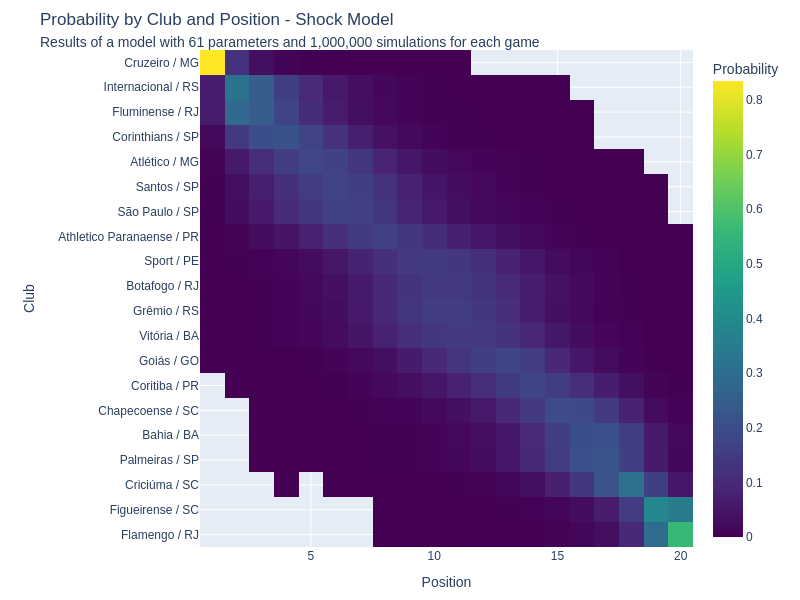 Probability by Club and Position - Shock Model
Results of a model with 61 parameters and 1,000,000 simulations for each game
Probability
Club
Cruzeiro / MG
Internacional / RS
Fluminense / RJ
Corinthians / SP
Atlético / MG
Santos / SP
São Paulo / SP
Athletico Paranaense / PR
Sport / PE
Botafogo / RJ
Grêmio / RS
Vitória / BA
Goiás / GO
Coritiba / PR
Chapecoense / SC
Bahia / BA
Palmeiras / SP
Criciúma / SC
Figueirense / SC
Flamengo / RJ
0.8
0.7
0.6
0.5
0.4
0.3
0.2
0.1
0
5 10 15 20
Position